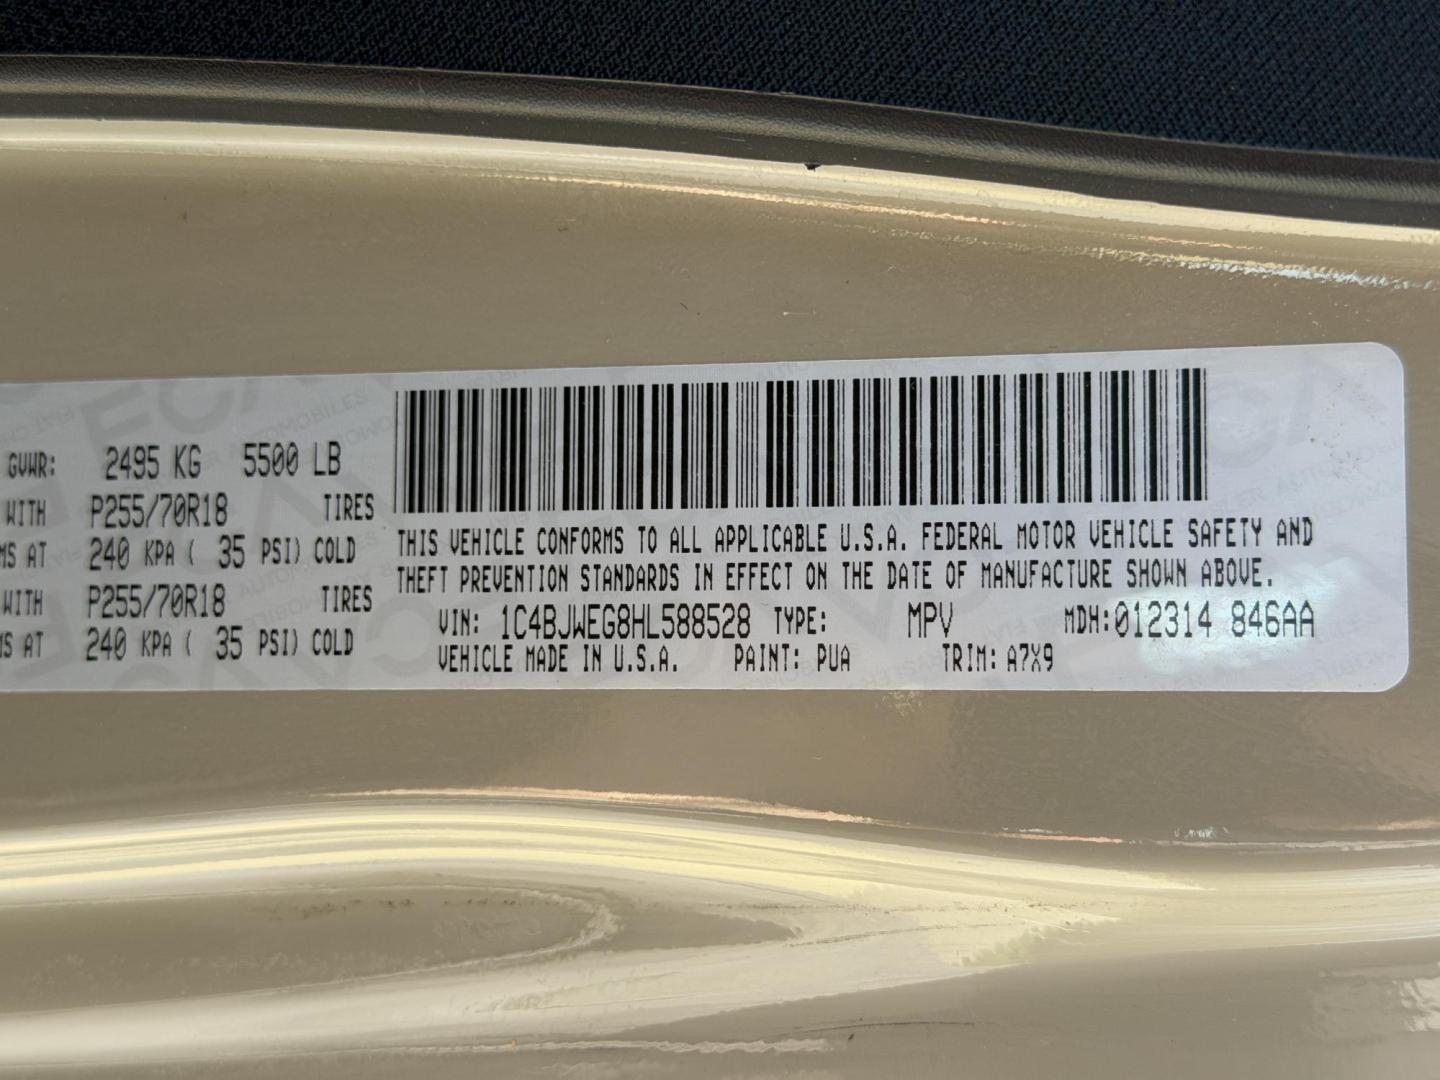 GVWR: 2495 KG 5500 LB
WITH P255/70R18 TIRES
MS AT 240 KPA ( 35 PSI) COLD
WITH P255/70R18 TIRES
MS AT 240 KPA ( 35 PSI) COLD
THIS VEHICLE CONFORMS TO ALL APPLICABLE U.S.A. FEDERAL MOTOR VEHICLE SAFETY AND
THEFT PREVENTION STANDARDS IN EFFECT ON THE DATE OF MANUFACTURE SHOWN ABOVE.
VIN: 1C4BJWEG8HL588528 TYPE: MPV MDH:012314 846AA
VEHICLE MADE IN U.S.A. PAINT: PUA TRIM: A7X9